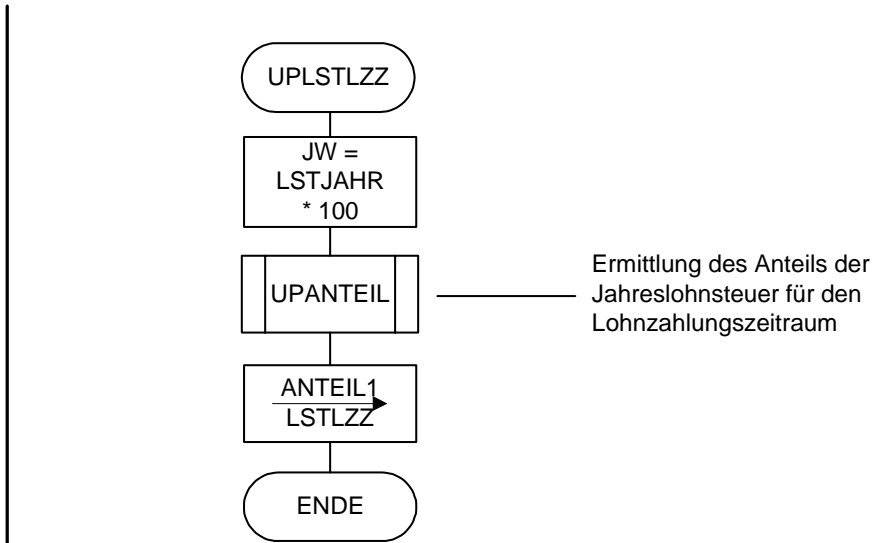 UPLSTLZZ
JW =
LSTJAHR
* 100
UPANTEIL
Ermittlung des Anteils der
Jahreslohnsteuer für den
Lohnzahlungszeitraum
ANTEIL1
LSTLZZ
ENDE